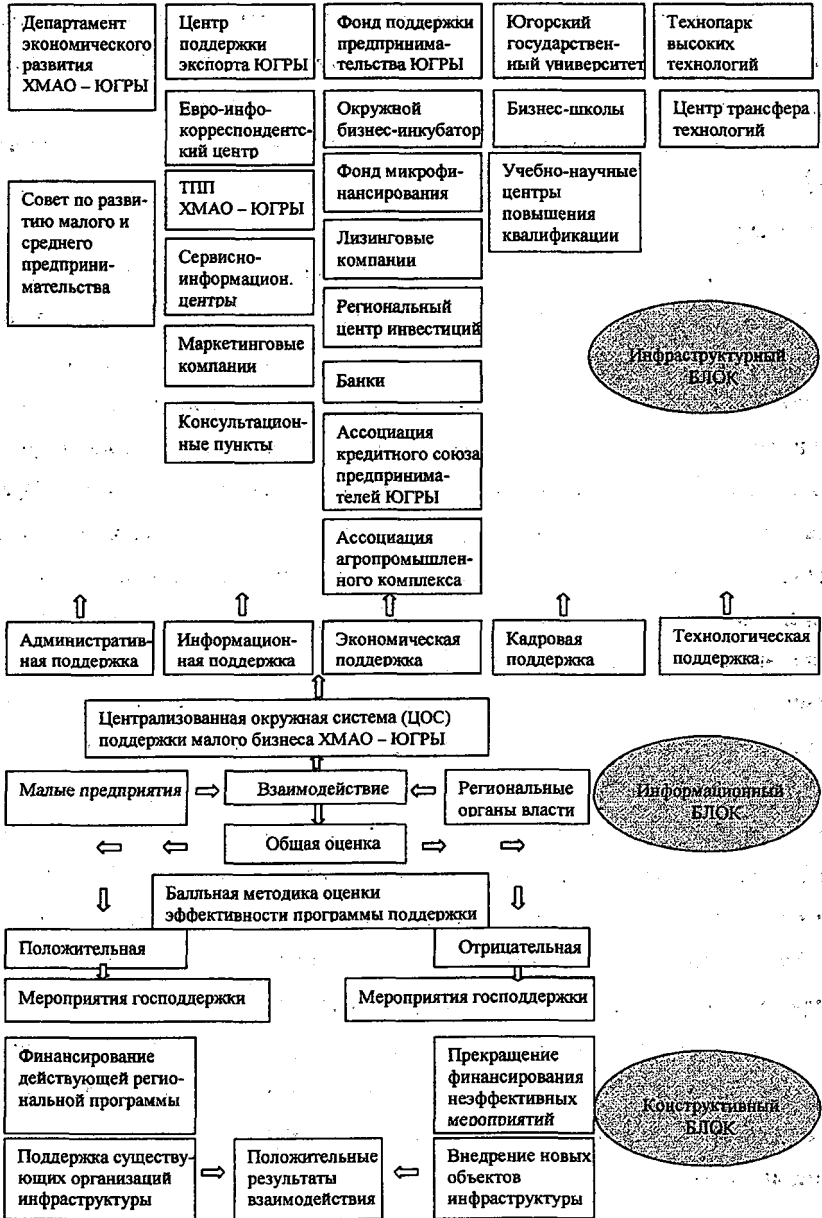 Департамент
экономического
развития
ХМАО – ЮГРЫ
Центр
поддержки
экспорта ЮГРЫ
Фонд поддержки
предпринима-
тельства ЮГРЫ
Югорский
государствен-
ный университет
Технопарк
высоких
технологий
Евро-инфо-
корреспондентс-
кий центр
Окружной
бизнес-инкубатор
Бизнес-школы
Центр трансфера
технологий
Совет по разви-
тию малого и
среднего
предприни-
мательства
ТПП
ХМАО – ЮГРЫ
Фонд микрофи-
нансирования
Учебно-научные
центры
повышения
квалификации
Сервисно-
информацион.
центры
Лизинговые
компании
Маркетинговые
компании
Региональный
центр инвестиций
Инфраструктурный
БЛОК
Банки
Консультацион-
ные пункты
Ассоциация
кредитного союза
предпринима-
телей ЮГРЫ
Ассоциация
агропромышлен-
ного комплекса
Административ-
ная поддержка
Информацион-
ная поддержка
Экономическая
поддержка
Кадровая
поддержка
Технологическая
поддержка
Централизованная окружная система (ЦОС)
поддержки малого бизнеса ХМАО – ЮГРЫ
Малые предприятия
Взаимодействие
Региональные
органы власти
Информационный
БЛОК
Общая оценка
Балльная методика оценки
эффективности программы поддержки
Положительная
Отрицательная
Мероприятия господдержки
Мероприятия господдержки
Финансирование
действующей регио-
нальной программы
Прекращение
финансирования
неэффективных
мероприятий
Конструктивный
БЛОК
Поддержка существу-
ющих организаций
инфраструктуры
Положительные
результаты
взаимодействия
Внедрение новых
объектов
инфраструктуры